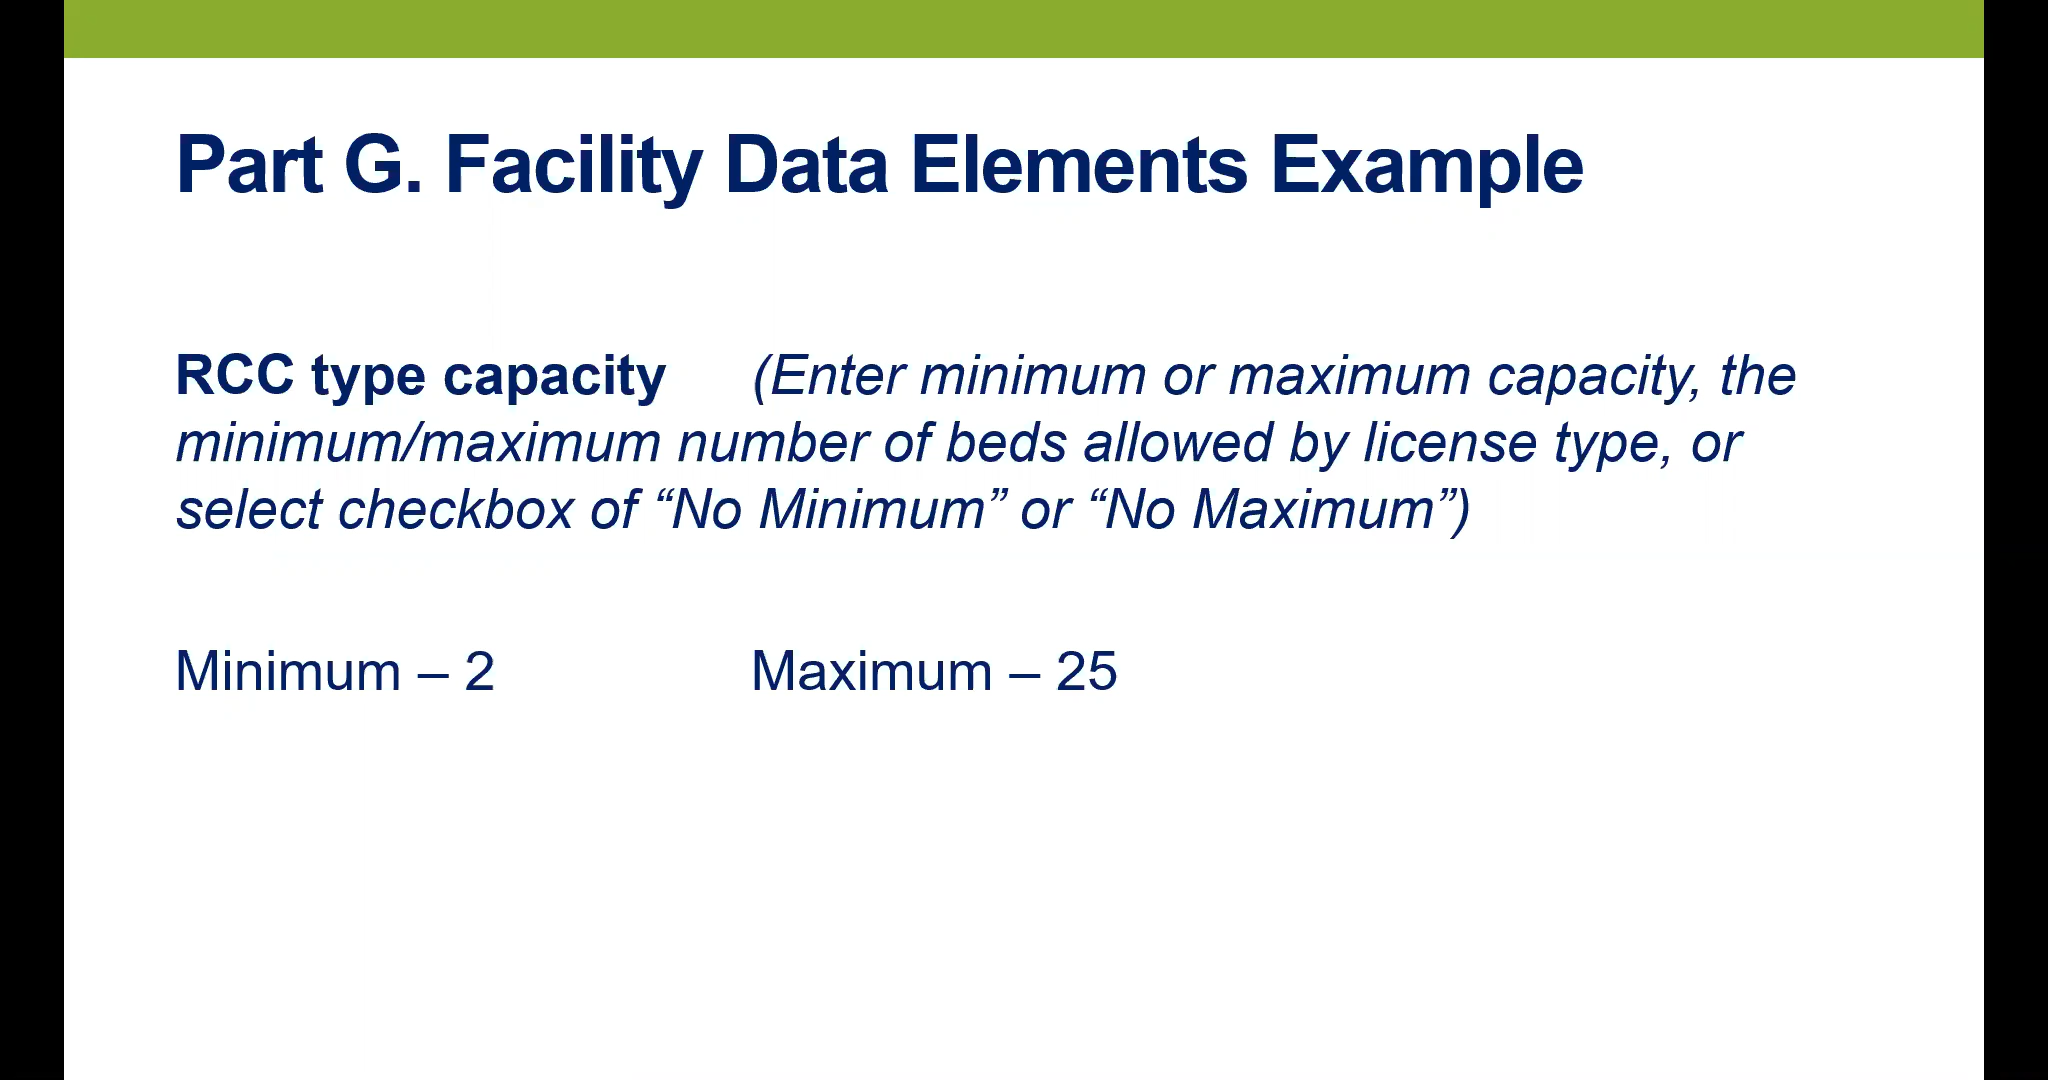 Part G. Facility Data Elements Example
RCC type capacity (Enter minimum or maximum capacity, the
minimum/maximum number of beds allowed by license type, or
select checkbox of “No Minimum” or “No Maximum”)
Minimum – 2 Maximum – 25